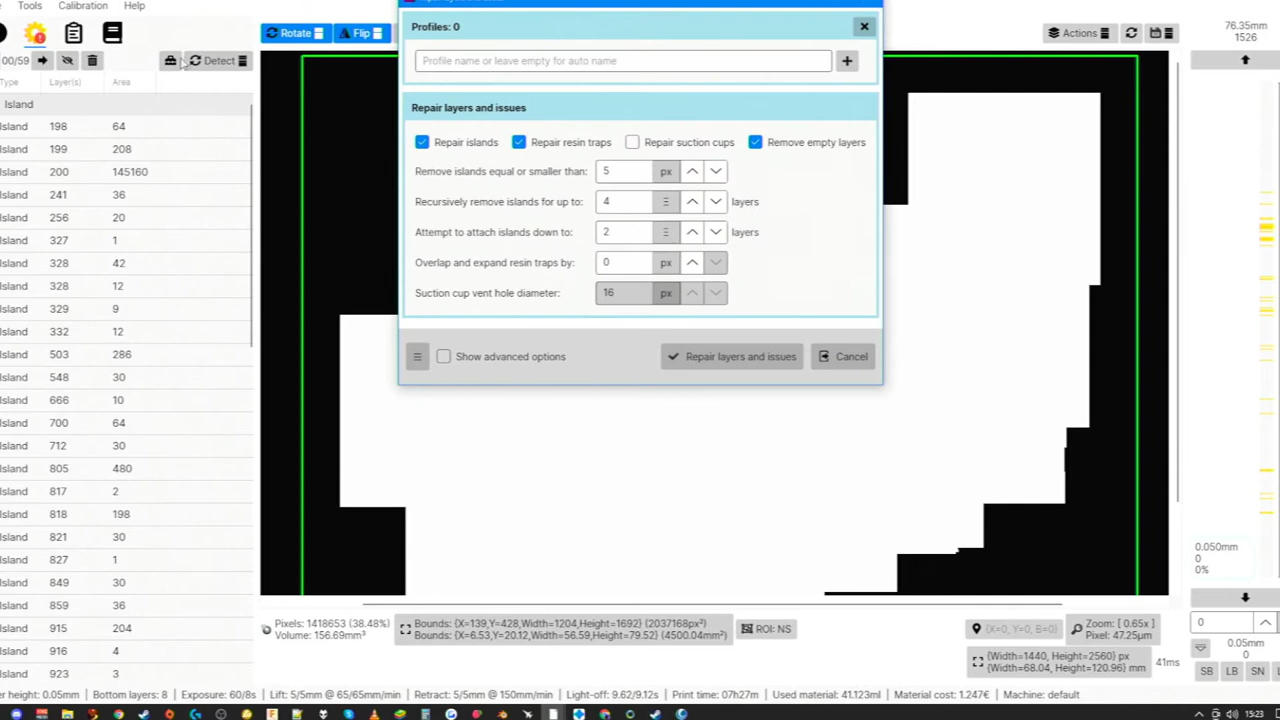 Tools Calibration Help
Profiles: 0
Rotate Flip
Actions
76.35mm
1526
00/59 Detect
Profile name or leave empty for auto name
Type Layer(s) Area
Island
Island 198 64
Island 199 208
Island 200 145160
Island 241 36
Island 256 20
Island 327 1
Island 328 42
Island 328 12
Island 329 9
Island 332 12
Island 503 286
Island 548 30
Island 666 10
Island 700 64
Island 712 30
Island 805 480
Island 817 2
Island 818 198
Island 821 30
Island 827 1
Island 849 30
Island 859 36
Island 915 204
Island 916 4
Island 923 3
Repair layers and issues
Repair islands Repair resin traps Repair suction cups Remove empty layers
Remove islands equal or smaller than: 5 px
Recursively remove islands for up to: 4 layers
Attempt to attach islands down to: 2 layers
Overlap and expand resin traps by: 0 px
Suction cup vent hole diameter: 16 px
Show advanced options Repair layers and issues Cancel
0.050mm
0
0%
0
0.05mm
0
SB LB SN
Pixels: 1418653 (38.48%)
Volume: 156.69mm³
Bounds: {X=139,Y=428,Width=1204,Height=1692} (2037168px²)
Bounds: {X=6.53,Y=20.12,Width=56.59,Height=79.52} (4500.04mm²)
ROI: NS
{X=0, Y=0, B=0}
Zoom: [ 0.65x ]
Pixel: 47.25µm
{Width=1440, Height=2560} px
{Width=68.04, Height=120.96} mm
41ms
er height: 0.05mm Bottom layers: 8 Exposure: 60/8s Lift: 5/5mm @ 65/65mm/min Retract: 5/5mm @ 150mm/min Light-off: 9.62/9.12s Print time: 07h27m Used material: 41.123ml Material cost: 1.247€ Machine: default
15:23